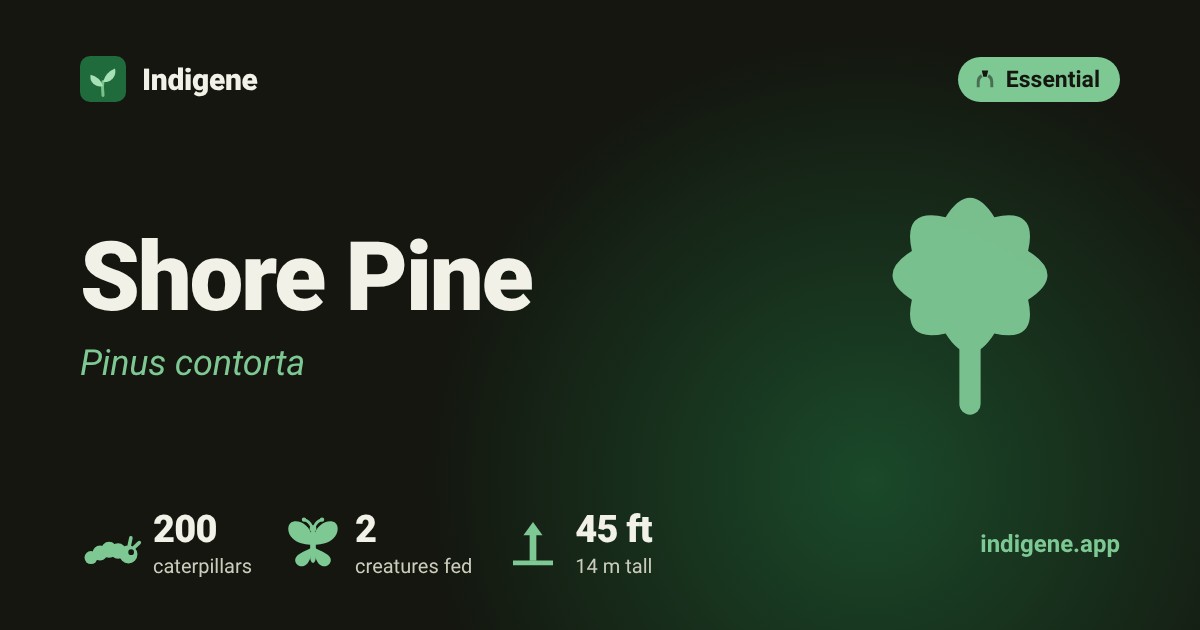 Indigene
Essential
Shore Pine
Pinus contorta
200
caterpillars
2
creatures fed
45 ft
14 m tall
indigene.app